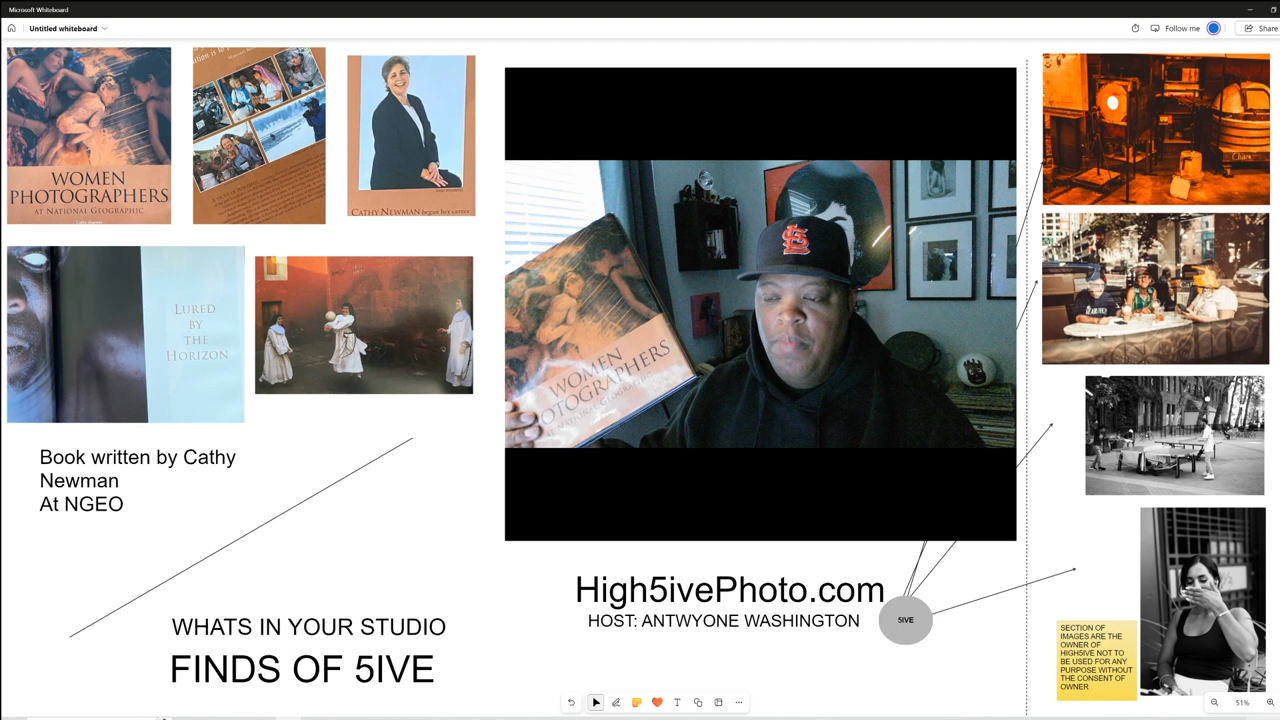 Microsoft Whiteboard
Untitled whiteboard
Follow me
Share
WOMEN
PHOTOGRAPHERS
AT NATIONAL GEOGRAPHIC
CATHY NEWMAN began her career
LURED
BY
THE
HORIZON
Book written by Cathy
Newman
At NGEO
WHATS IN YOUR STUDIO
FINDS OF 5IVE
WOMEN
OTOGRAPHERS
High5ivePhoto.com
HOST: ANTWYONE WASHINGTON
5IVE
SECTION OF
IMAGES ARE THE
OWNER OF
HIGH5IVE NOT TO
BE USED FOR ANY
PURPOSE WITHOUT
THE CONSENT OF
OWNER
51%